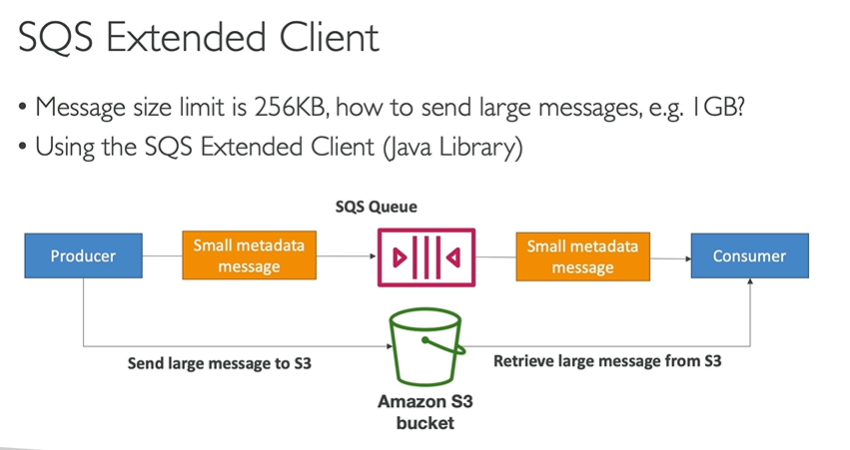 SQS Extended Client
• Message size limit is 256KB, how to send large messages, e.g. 1GB?
• Using the SQS Extended Client (Java Library)
SQS Queue
Producer
Small metadata
message
Small metadata
message
Consumer
Send large message to S3
Retrieve large message from S3
Amazon S3
bucket